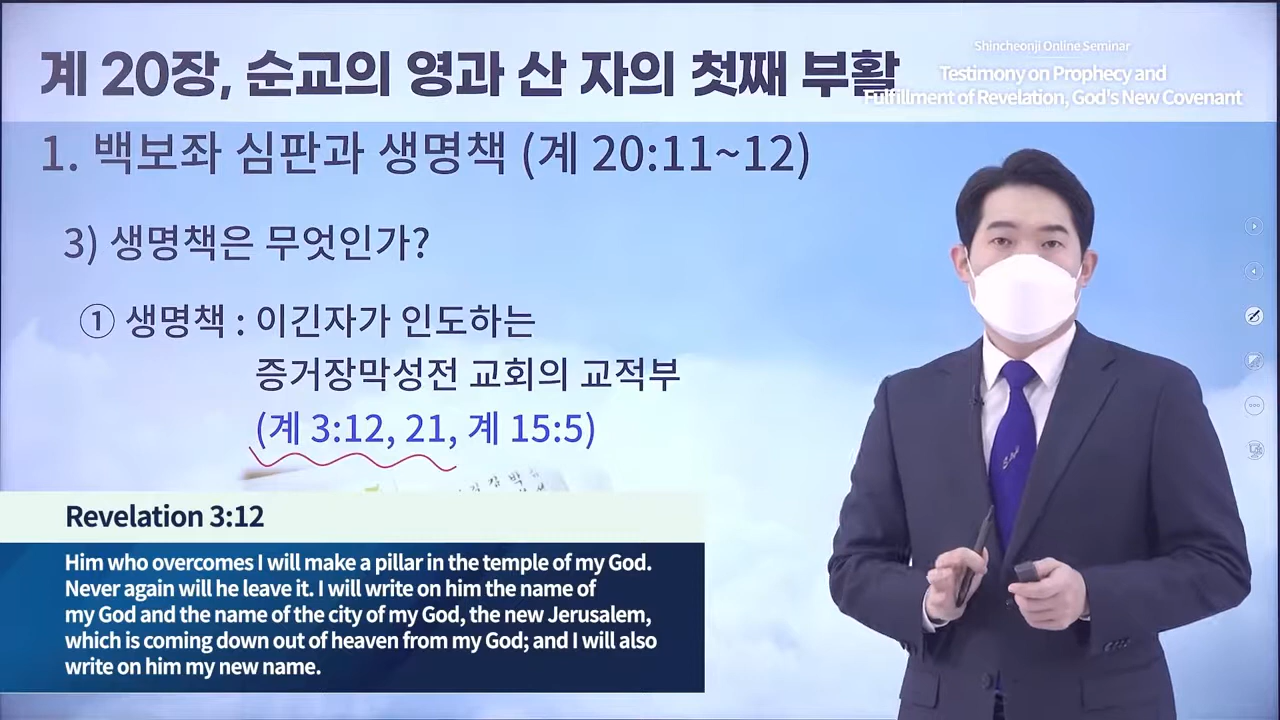 계 20장, 순교의 영과 산 자의 첫째 부활
Shincheonji Online Seminar
Testimony on Prophecy and
Fulfillment of Revelation, God's New Covenant
1. 백보좌 심판과 생명책 (계 20:11~12)
3) 생명책은 무엇인가?
① 생명책 : 이긴자가 인도하는
증거장막성전 교회의 교적부
(계 3:12, 21, 계 15:5)
Revelation 3:12
Him who overcomes I will make a pillar in the temple of my God.
Never again will he leave it. I will write on him the name of
my God and the name of the city of my God, the new Jerusalem,
which is coming down out of heaven from my God; and I will also
write on him my new name.